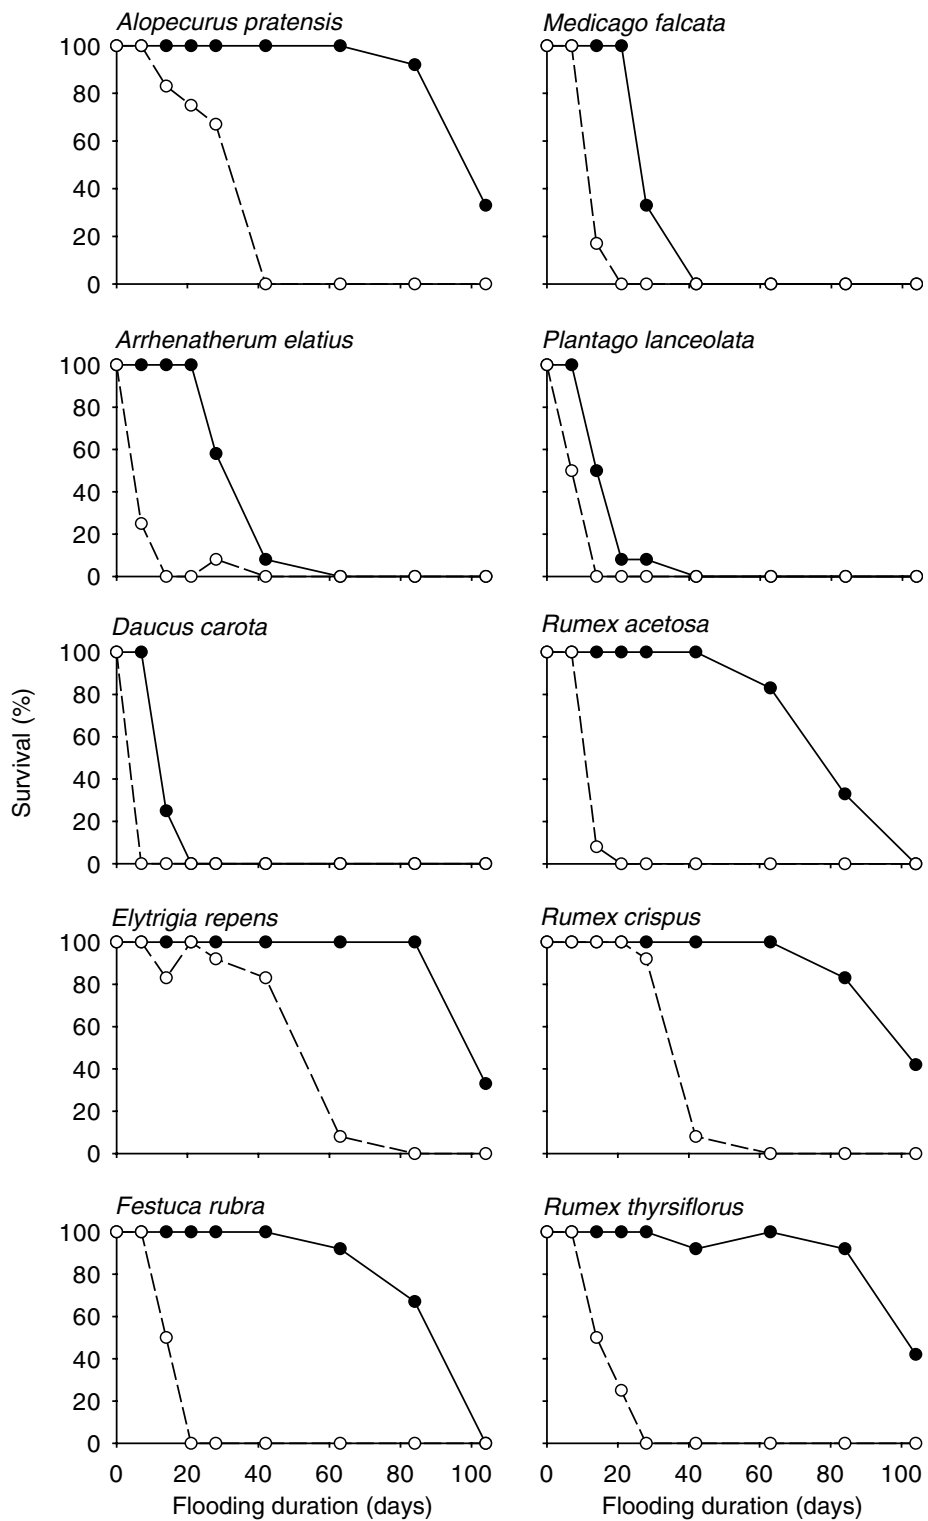 Alopecurus pratensis
Medicago falcata
100
80
60
40
20
0
Arrhenatherum elatius
Plantago lanceolata
100
80
60
40
20
0
Daucus carota
Rumex acetosa
100
80
60
40
20
0
Survival (%)
Elytrigia repens
Rumex crispus
100
80
60
40
20
0
Festuca rubra
Rumex thyrsiflorus
100
80
60
40
20
0
0 20 40 60 80 100
0 20 40 60 80 100
Flooding duration (days)
Flooding duration (days)